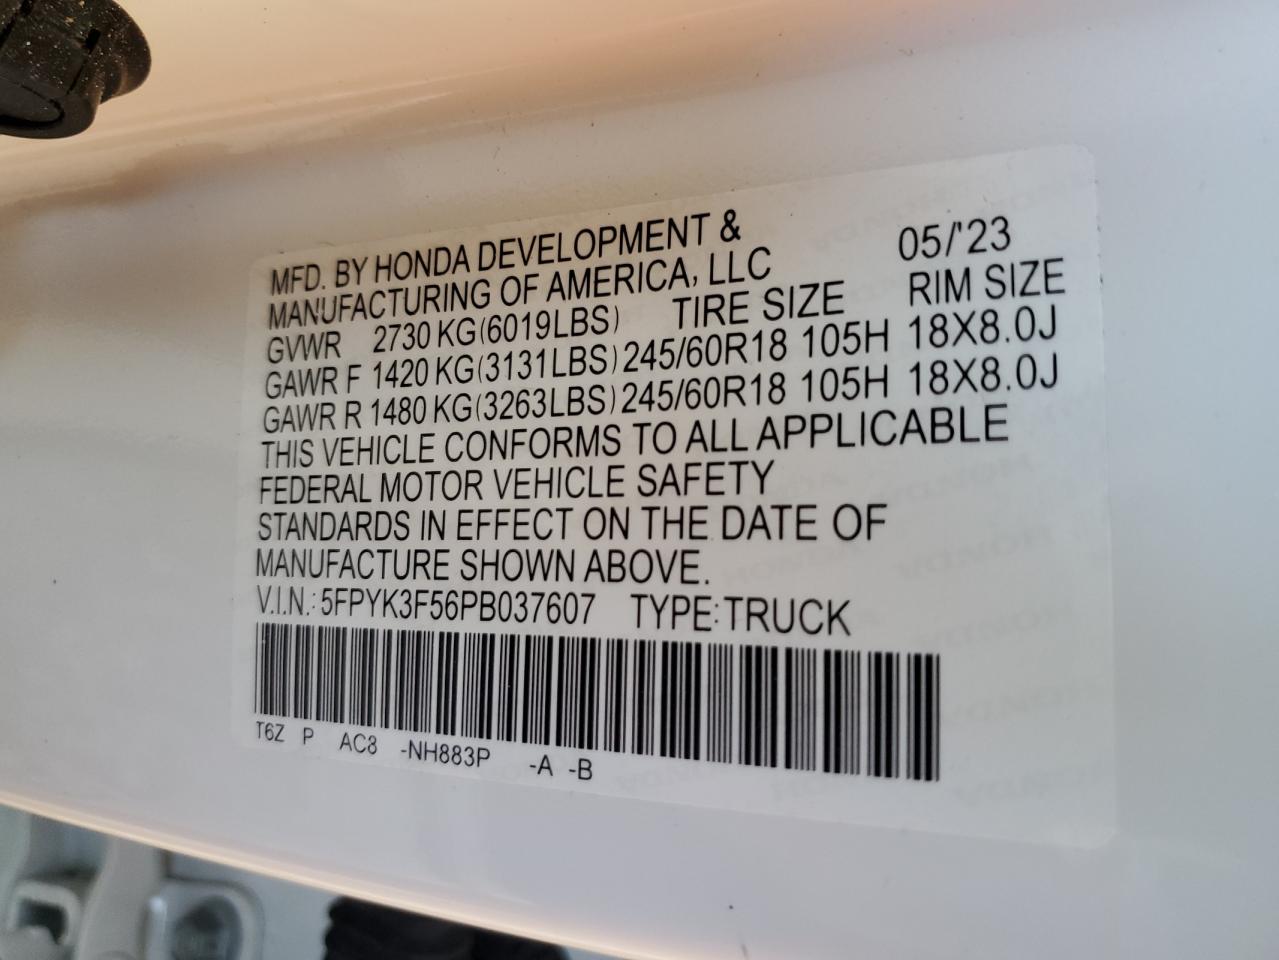 MFD. BY HONDA DEVELOPMENT & 05/'23
MANUFACTURING OF AMERICA, LLC
GVWR 2730 KG(6019LBS) TIRE SIZE RIM SIZE
GAWR F 1420 KG(3131LBS) 245/60R18 105H 18X8.0J
GAWR R 1480 KG(3263LBS) 245/60R18 105H 18X8.0J
THIS VEHICLE CONFORMS TO ALL APPLICABLE
FEDERAL MOTOR VEHICLE SAFETY
STANDARDS IN EFFECT ON THE DATE OF
MANUFACTURE SHOWN ABOVE.
V.I.N.: 5FPYK3F56PB037607 TYPE: TRUCK
T6Z P AC8 -NH883P -A -B